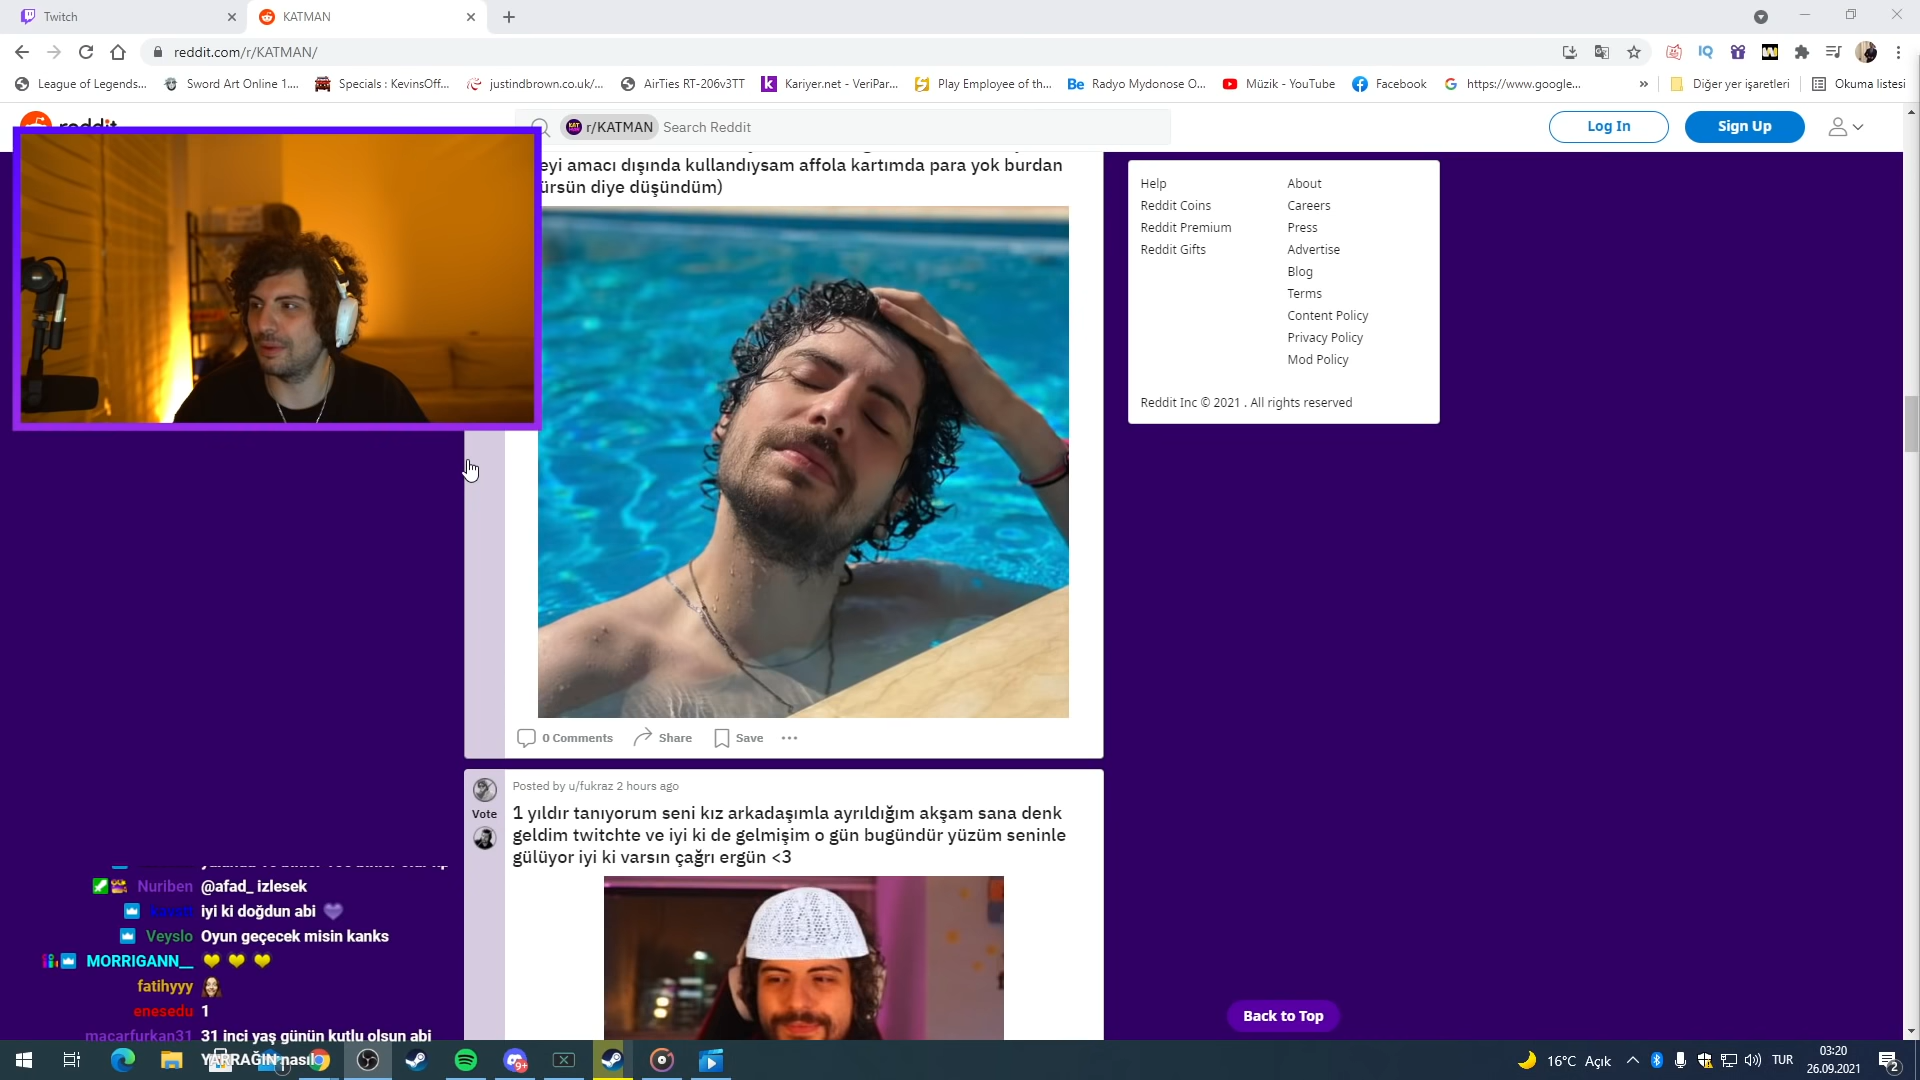 Twitch
KATMAN
reddit.com/r/KATMAN/
League of Legends...
Sword Art Online 1....
Specials : KevinsOff...
justindbrown.co.uk/...
AirTies RT-206v3TT
Kariyer.net - VeriPar...
Play Employee of th...
Radyo Mydonose O...
Müzik - YouTube
Facebook
https://www.google...
»
Diğer yer işaretleri
Okuma listesi
reddit
r/KATMAN
Search Reddit
Log In
Sign Up
eyi amacı dışında kullandıysam affola kartımda para yok burdan
ürsün diye düşündüm)
Help
About
Reddit Coins
Careers
Reddit Premium
Press
Reddit Gifts
Advertise
Blog
Terms
Content Policy
Privacy Policy
Mod Policy
Reddit Inc © 2021 . All rights reserved
0 Comments
Share
Save
Posted by u/fukraz 2 hours ago
Vote
1 yıldır tanıyorum seni kız arkadaşımla ayrıldığım akşam sana denk
geldim twitchte ve iyi ki de gelmişim o gün bugündür yüzüm seninle
gülüyor iyi ki varsın çağrı ergün <3
Nuriben @afad_ izlesek
iyi ki doğdun abi
Veyslo Oyun geçecek misin kanks
MORRIGANN__
fatihyyy
enesedu 1
macarfurkan31 31 inci yaş günün kutlu olsun abi
YARRAĞIN nasıl
Back to Top
16°C Açık
TUR
03:20
26.09.2021
2